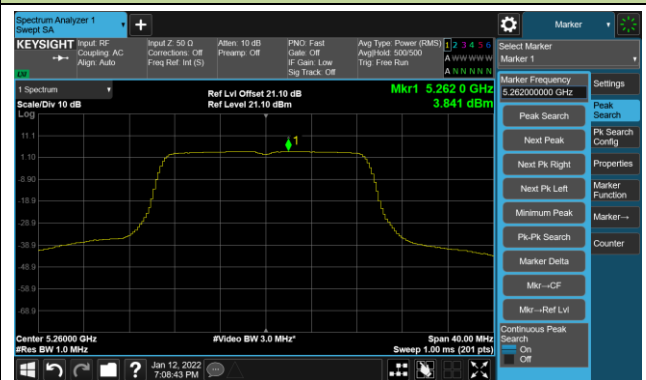 Spectrum Analyzer 1
Swept SA
Marker
KEYSIGHT
Input: RF
Coupling: AC
Align: Auto
Input Z: 50 Ω
Corrections: Off
Freq Ref: Int (S)
Atten: 10 dB
Preamp: Off
PNO: Fast
Gate: Off
IF Gain: Low
Sig Track: Off
Avg Type: Power (RMS)
Avg|Hold: 500/500
Trig: Free Run
1 2 3 4 5 6
A W W W W W
A N N N N N
Select Marker
Marker 1
1 Spectrum
Scale/Div 10 dB
Log
Ref Lvl Offset 21.10 dB
Ref Level 21.10 dBm
Mkr1 5.262 0 GHz
3.841 dBm
1
11.1
1.10
-8.90
-18.9
-28.9
-38.9
-48.9
-58.9
-68.9
Center 5.26000 GHz
#Res BW 1.0 MHz
#Video BW 3.0 MHz*
Span 40.00 MHz
Sweep 1.00 ms (201 pts)
Marker Frequency
5.262000000 GHz
Peak Search
Next Peak
Next Pk Right
Next Pk Left
Minimum Peak
Pk-Pk Search
Marker Delta
Mkr→CF
Mkr→Ref Lvl
Continuous Peak
Search
On
Off
Settings
Peak
Search
Pk Search
Config
Properties
Marker
Function
Marker→
Counter
Jan 12, 2022
7:08:43 PM